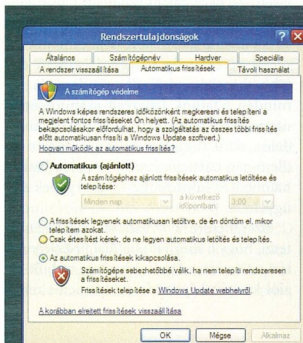 Rendszertulajdonságok
Általános
Számítógépnév
Hardver
Speciális
A rendszer visszaállítása
Automatikus frissítések
Távoli használat
A számítógép védelme
A Windows képes rendszeres időközönként megkeresni és telepíteni a
megjelent fontos frissítéseket Ön helyett. (Az automatikus frissítés
bekapcsolásakor előfordulhat, hogy a szolgáltatás az összes többi frissítés
előtt automatikusan frissíti a Windows Update szoftvert.)
Hogyan működik az automatikus frissítés?
Automatikus (ajánlott)
A számítógéphez ajánlott frissítések automatikus letöltése és
telepítése:
Minden nap
a következő
időpontban:
3:00
A frissítések legyenek automatikusan letöltve, de én döntöm el, mikor
telepítem azokat.
Csak értesítést kérek, de ne legyen automatikus letöltés és telepítés.
Az automatikus frissítések kikapcsolása.
Számítógépe sebezhetőbbé válik, ha nem telepíti rendszeresen
a frissítéseket.
Frissítések telepítése a Windows Update webhelyről.
A korábban elrejtett frissítések visszaállítása
OK
Mégse
Alkalmaz